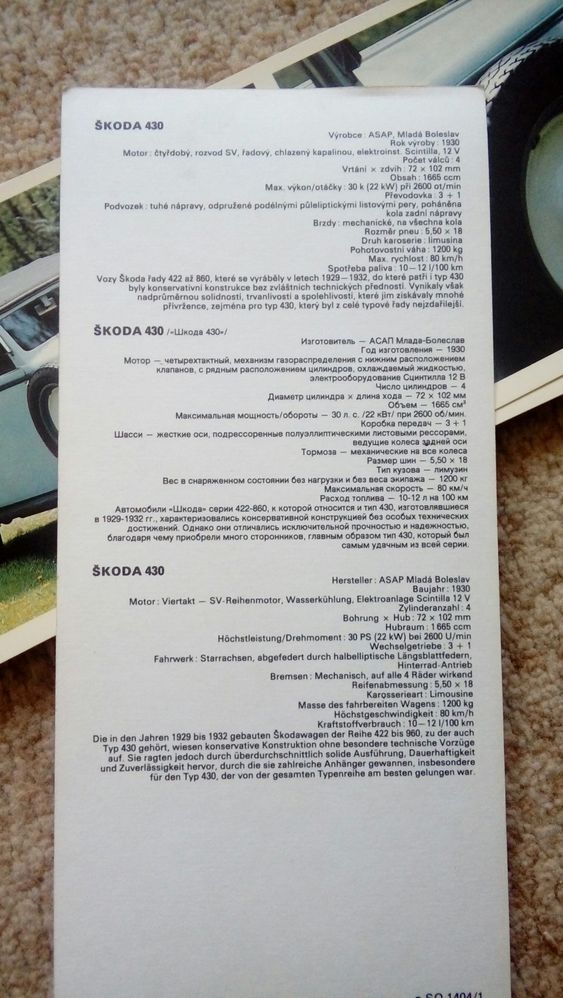 ŠKODA 430
Výrobce: ASAP, Mladá Boleslav
Rok výroby: 1930
Motor: čtyřdobý, rozvod SV, řadový, chlazený kapalinou, elektroinst. Scintilla, 12 V
Počet válců: 4
Vrtání × zdvih: 72 × 102 mm
Obsah: 1665 ccm
Max. výkon/otáčky: 30 k (22 kW) při 2600 ot/min
Převodovka: 3 + 1
Podvozek: tuhé nápravy, odpružené podélnými půleliptickými listovými pery, poháněna
kola zadní nápravy
Brzdy: mechanické, na všechna kola
Rozměr pneu: 5,50 × 18
Druh karoserie: limusina
Pohotovostní váha: 1200 kg
Max. rychlost: 80 km/h
Spotřeba paliva: 10–12 l/100 km
Vozy Škoda řady 422 až 860, které se vyráběly v letech 1929–1932, do které patří i typ 430
byly konservativní konstrukce bez zvláštních technických předností. Vynikaly však
nadprůměrnou solidností, trvanlivostí a spolehlivostí, které jim získávaly mnohé
přívržence, zejména pro typ 430, který byl z celé typové řady nejzdařilejší.
ŠKODA 430 /«Шкода 430»/
Изготовитель — АСАП Млада-Болеслав
Год изготовления — 1930
Мотор — четырехтактный, механизм газораспределения с нижним расположением
клапанов, с рядным расположением цилиндров, охлаждаемый жидкостью,
электрооборудование Сцинтилла 12 В
Число цилиндров — 4
Диаметр цилиндра × длина хода — 72 × 102 мм
Объем — 1665 см³
Максимальная мощность/обороты — 30 л. с. /22 кВт/ при 2600 об/мин.
Коробка передач — 3 + 1
Шасси — жесткие оси, подрессоренные полуэллиптическими листовыми рессорами,
ведущие колеса задней оси
Тормоза — механические на все колеса
Размер шин — 5,50 × 18
Тип кузова — лимузин
Вес в снаряженном состоянии без нагрузки и без веса экипажа — 1200 кг
Максимальная скорость — 80 км/ч
Расход топлива — 10-12 л на 100 км
Автомобили «Шкода» серии 422-860, к которой относится и тип 430, изготовлявшиеся
в 1929-1932 гг., характеризовались консервативной конструкцией без особых технических
достижений. Однако они отличались исключительной прочностью и надежностью,
благодаря чему приобрели много сторонников, главным образом тип 430, который был
самым удачным из всей серии.
ŠKODA 430
Hersteller: ASAP Mladá Boleslav
Baujahr: 1930
Motor: Viertakt — SV-Reihenmotor, Wasserkühlung, Elektroanlage Scintilla 12 V
Zylinderanzahl: 4
Bohrung × Hub: 72 × 102 mm
Hubraum: 1665 ccm
Höchstleistung/Drehmoment: 30 PS (22 kW) bei 2600 U/min
Wechselgetriebe: 3 + 1
Fahrwerk: Starrachsen, abgefedert durch halbelliptische Längsblattfedern,
Hinterrad-Antrieb
Bremsen: Mechanisch, auf alle 4 Räder wirkend
Reifenabmessung: 5,50 × 18
Karosserieart: Limousine
Masse des fahrbereiten Wagens: 1200 kg
Höchstgeschwindigkeit: 80 km/h
Kraftstoffverbrauch: 10–12 l/100 km
Die in den Jahren 1929 bis 1932 gebauten Škodawagen der Reihe 422 bis 960, zu der auch
Typ 430 gehört, wiesen konservative Konstruktion ohne besondere technische Vorzüge
auf. Sie ragten jedoch durch überdurchschnittlich solide Ausführung, Dauerhaftigkeit
und Zuverlässigkeit hervor, durch die sie zahlreiche Anhänger gewannen, insbesondere
für den Typ 430, der von der gesamten Typenreihe am besten gelungen war.
SO 1404/1